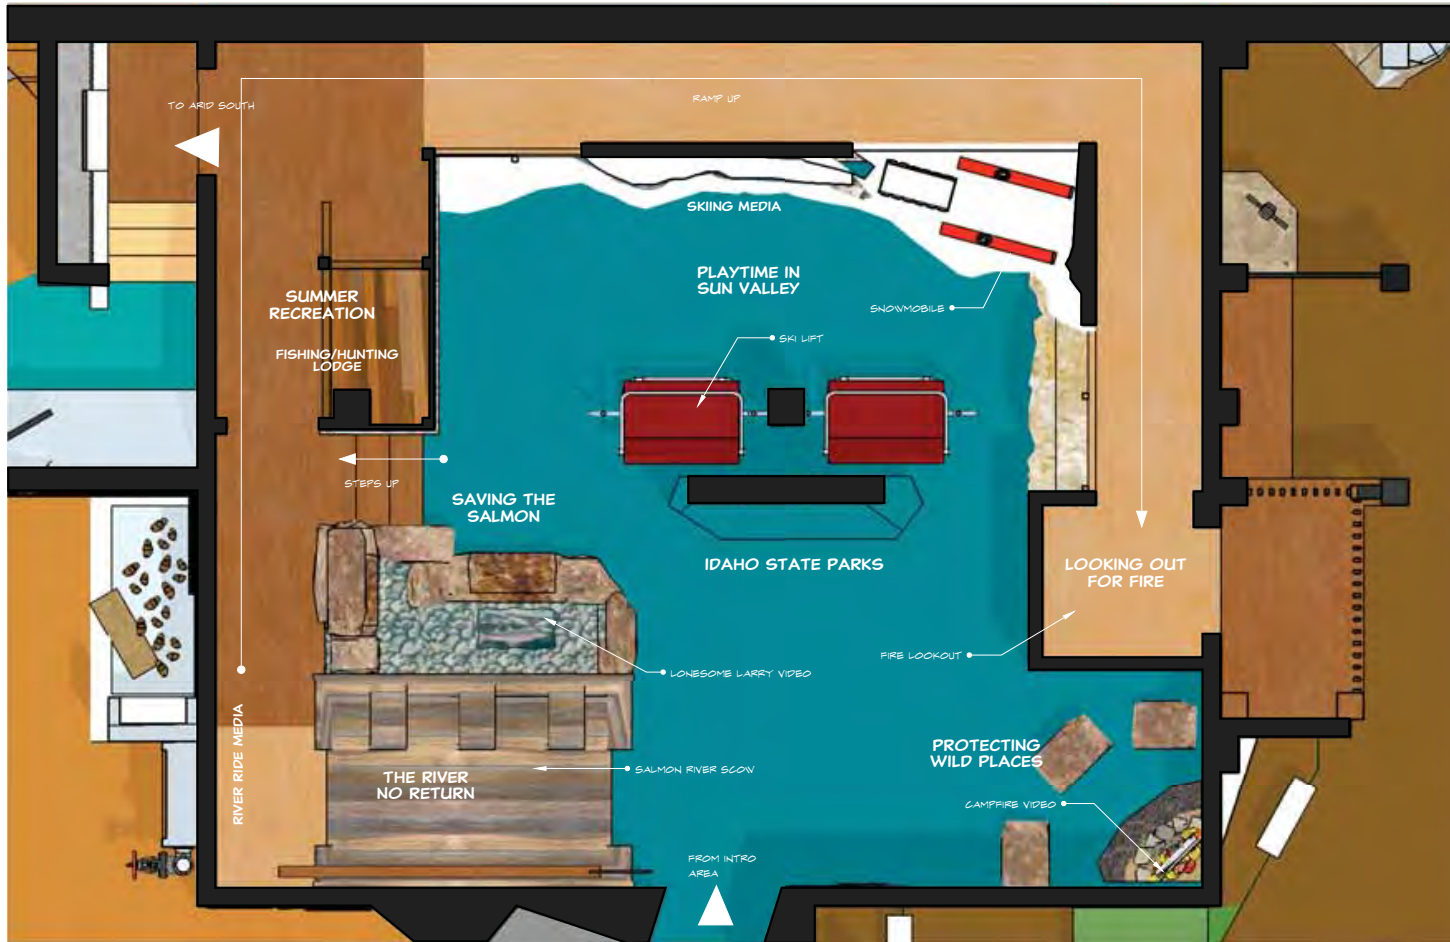 TO ARID SOUTH
RAMP UP
SKIING MEDIA
PLAYTIME IN
SUN VALLEY
SNOWMOBILE
SUMMER
RECREATION
SKI LIFT
FISHING/HUNTING
LODGE
STEPS UP
SAVING THE
SALMON
IDAHO STATE PARKS
LOOKING OUT
FOR FIRE
FIRE LOOKOUT
LONESOME LARRY VIDEO
RIVER RIDE MEDIA
PROTECTING
WILD PLACES
SALMON RIVER SCOW
THE RIVER
NO RETURN
CAMPFIRE VIDEO
FROM INTRO
AREA